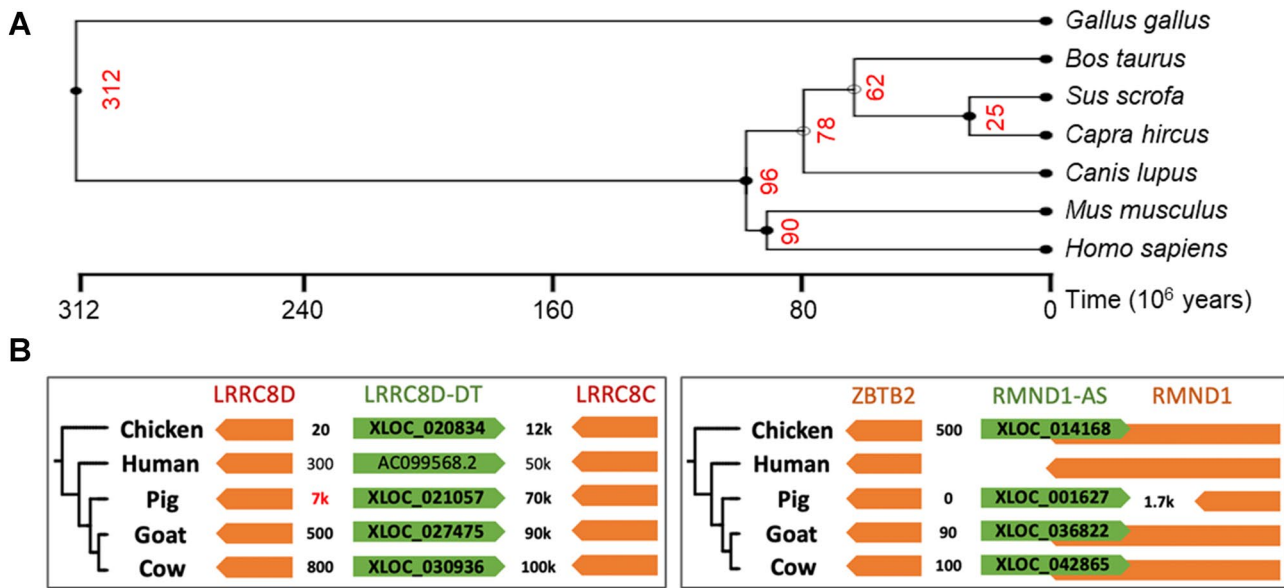 A
Gallus gallus
Bos taurus
Sus scrofa
Capra hircus
Canis lupus
Mus musculus
Homo sapiens
312
96
78
62
25
90
312 240 160 80 0 Time (10⁶ years)
B
LRRC8D LRRC8D-DT LRRC8C
Chicken 20 XLOC_020834 12k
Human 300 AC099568.2 50k
Pig 7k XLOC_021057 70k
Goat 500 XLOC_027475 90k
Cow 800 XLOC_030936 100k
ZBTB2 RMND1-AS RMND1
Chicken 500 XLOC_014168
Human
Pig 0 XLOC_001627 1.7k
Goat 90 XLOC_036822
Cow 100 XLOC_042865